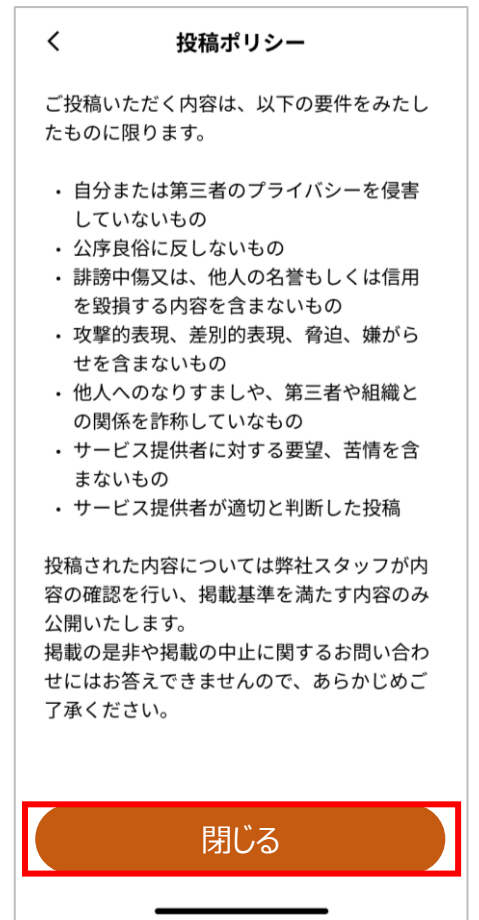 投稿ポリシー
ご投稿いただく内容は、以下の要件をみたし
たものに限ります。
・ 自分または第三者のプライバシーを侵害
していないもの
・ 公序良俗に反しないもの
・ 誹謗中傷又は、他人の名誉もしくは信用
を毀損する内容を含まないもの
・ 攻撃的表現、差別的表現、脅迫、嫌がら
せを含まないもの
・ 他人へのなりすましや、第三者や組織と
の関係を詐称していなもの
・ サービス提供者に対する要望、苦情を含
まないもの
・ サービス提供者が適切と判断した投稿
投稿された内容については弊社スタッフが内
容の確認を行い、掲載基準を満たす内容のみ
公開いたします。
掲載の是非や掲載の中止に関するお問い合わ
せにはお答えできませんので、あらかじめご
了承ください。
閉じる